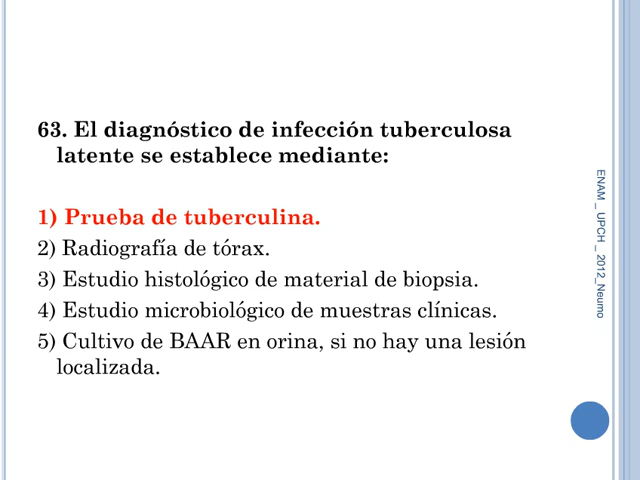 63. El diagnóstico de infección tuberculosa
latente se establece mediante:
1) Prueba de tuberculina.
2) Radiografía de tórax.
3) Estudio histológico de material de biopsia.
4) Estudio microbiológico de muestras clínicas.
5) Cultivo de BAAR en orina, si no hay una lesión
localizada.
ENAM _ UPCH _ 2012_Neumo